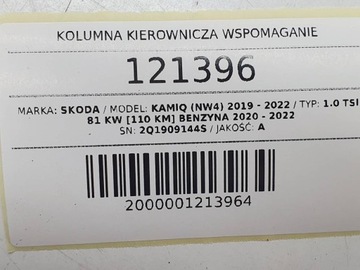 KOLUMNA KIEROWNICZA WSPOMAGANIE
121396
MARKA: SKODA / MODEL: KAMIQ (NW4) 2019 - 2022 / TYP: 1.0 TSI
81 KW [110 KM] BENZYNA 2020 - 2022
SN: 2Q1909144S / JAKOŚĆ: A
2000001213964